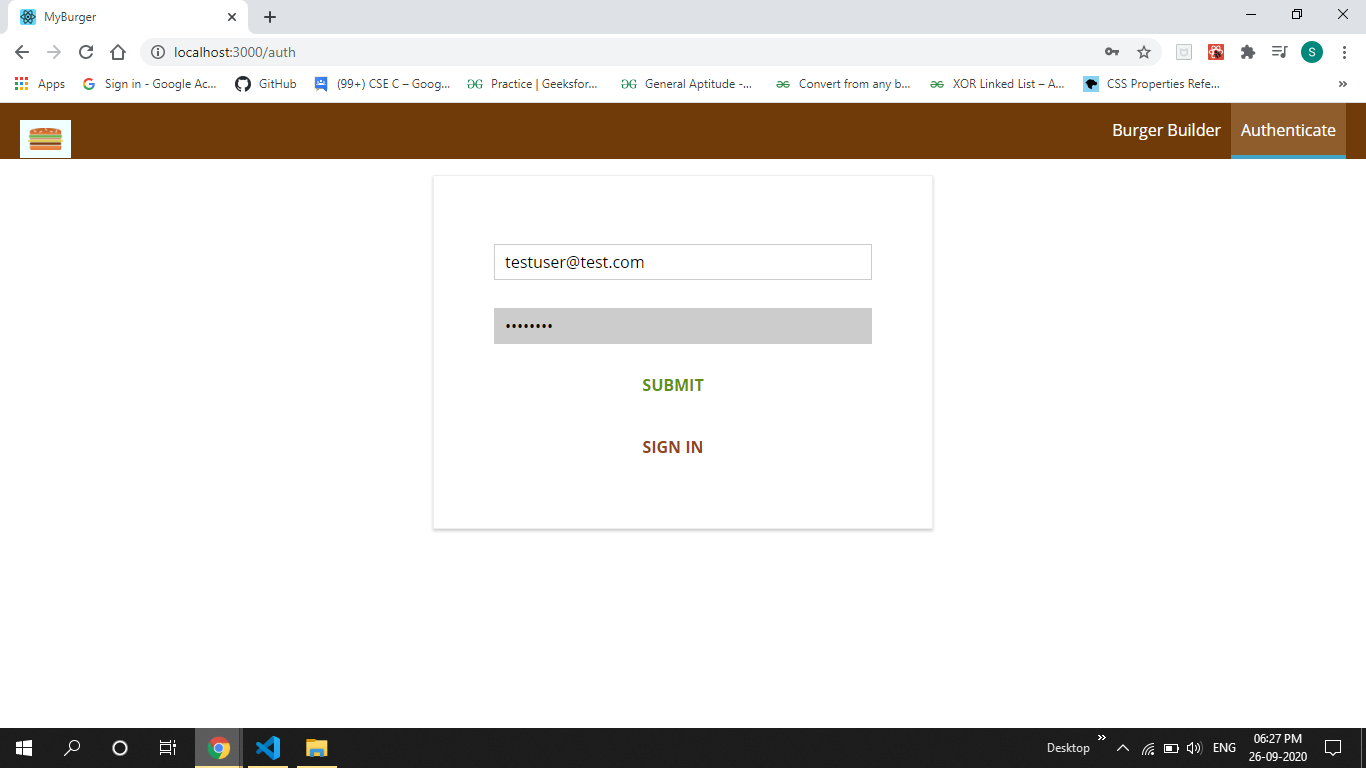 MyBurger
localhost:3000/auth
S
Apps Sign in - Google Ac... GitHub (99+) CSE C – Goog... Practice | Geeksfor... General Aptitude -... Convert from any b... XOR Linked List – A... CSS Properties Refe... »
Burger Builder Authenticate
testuser@test.com
••••••••
SUBMIT
SIGN IN
Desktop » ENG 06:27 PM
26-09-2020